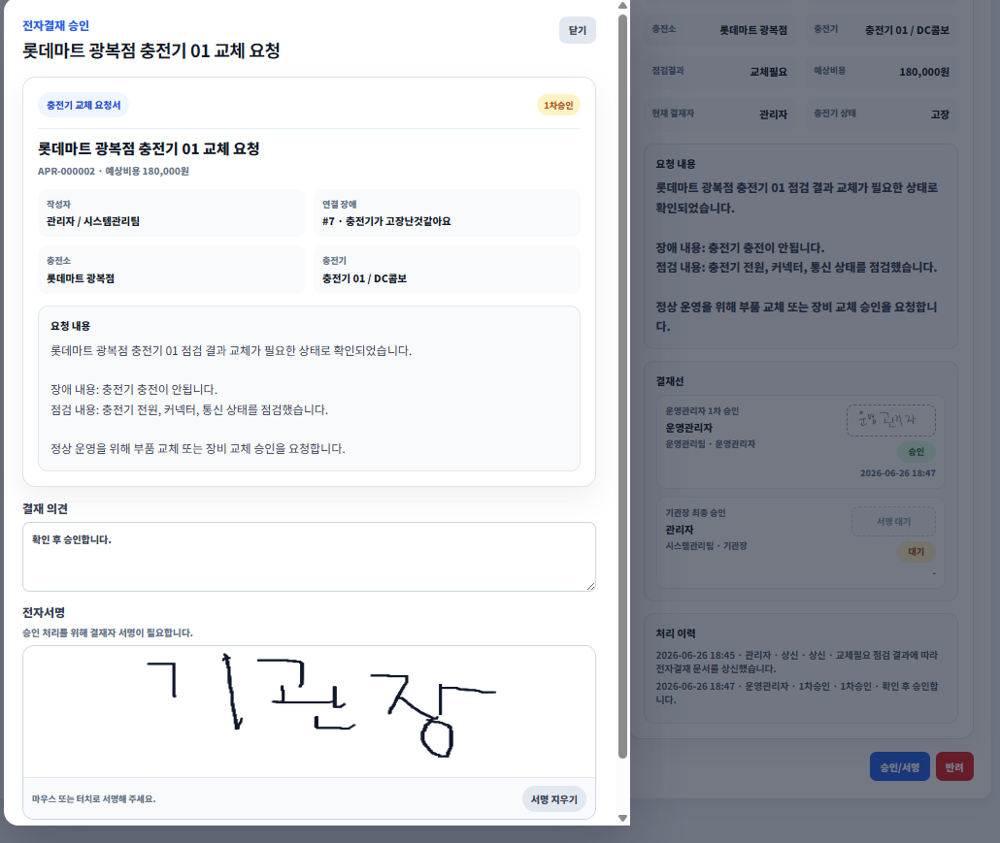 전자결재 승인
롯데마트 광복점 충전기 01 교체 요청
닫기
충전기 교체 요청서
1차승인
롯데마트 광복점 충전기 01 교체 요청
APR-000002 · 예상비용 180,000원
작성자
관리자 / 시스템관리팀
연결 장애
#7 · 충전기가 고장난것같아요
충전소
롯데마트 광복점
충전기
충전기 01 / DC콤보
요청 내용
롯데마트 광복점 충전기 01 점검 결과 교체가 필요한 상태로 확인되었습니다.
장애 내용: 충전기 충전이 안됩니다.
점검 내용: 충전기 전원, 커넥터, 통신 상태를 점검했습니다.
정상 운영을 위해 부품 교체 또는 장비 교체 승인을 요청합니다.
결재 의견
확인 후 승인합니다.
전자서명
승인 처리를 위해 결재자 서명이 필요합니다.
기관장
마우스 또는 터치로 서명해 주세요.
서명 지우기
충전소
롯데마트 광복점
충전기
충전기 01 / DC콤보
점검결과
교체필요
예상비용
180,000원
현재 결재자
관리자
충전기 상태
고장
요청 내용
롯데마트 광복점 충전기 01 점검 결과 교체가 필요한 상태로
확인되었습니다.
장애 내용: 충전기 충전이 안됩니다.
점검 내용: 충전기 전원, 커넥터, 통신 상태를 점검했습니다.
정상 운영을 위해 부품 교체 또는 장비 교체 승인을 요청합니
다.
결재선
운영관리자 1차 승인
운영관리자
운영관리팀 · 운영관리자
운영 관리자
승인
2026-06-26 18:47
기관장 최종 승인
관리자
시스템관리팀 · 기관장
서명 대기
대기
-
처리 이력
2026-06-26 18:45 · 관리자 · 상신 · 상신 · 교체필요 점검 결과에 따라
전자결재 문서를 상신했습니다.
2026-06-26 18:47 · 운영관리자 · 1차승인 · 1차승인 · 확인 후 승인합
니다.
승인/서명
반려